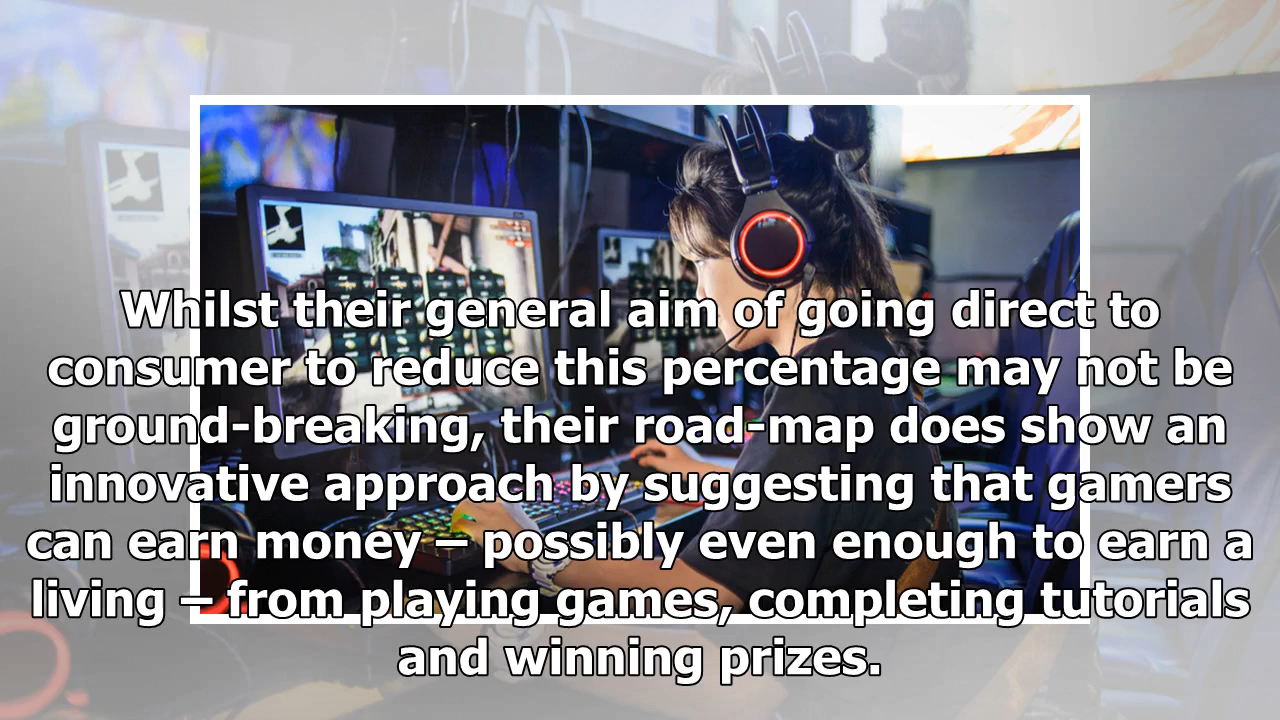 Whilst their general aim of going direct to
consumer to reduce this percentage may not be
ground-breaking, their road-map does show an
innovative approach by suggesting that gamers
can earn money – possibly even enough to earn a
living – from playing games, completing tutorials
and winning prizes.